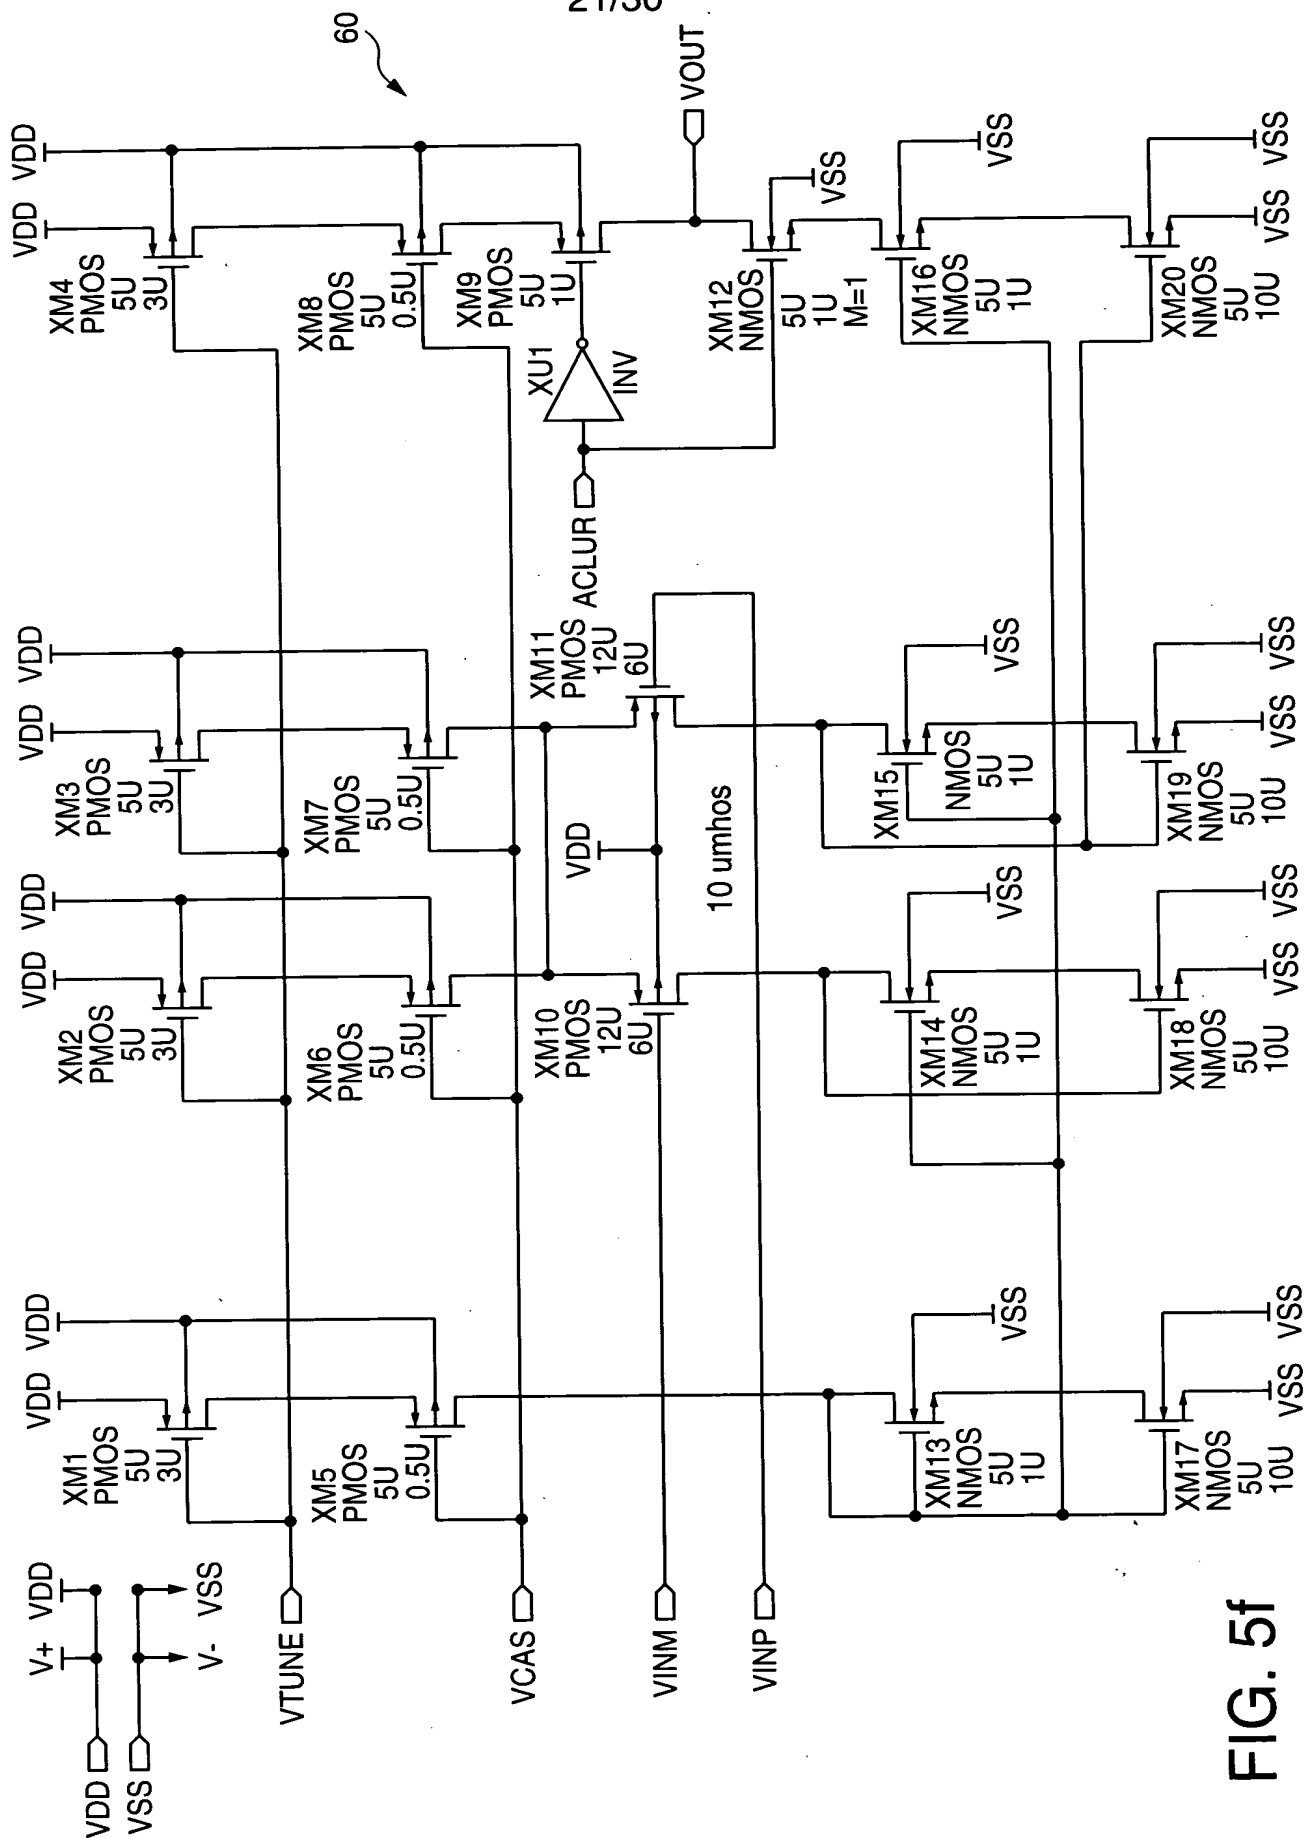 21/36
60
VDD
VDD
XM4
PMOS
5U
3U
XM8
PMOS
5U
0.5U
XM9
PMOS
5U
1U
XU1
INV
ACLUR
VOUT
XM12
NMOS
5U
1U
M=1
VSS
XM16
NMOS
5U
1U
VSS
XM20
NMOS
5U
10U
VSS
VSS
VDD
VDD
XM3
PMOS
5U
3U
XM7
PMOS
5U
0.5U
XM11
PMOS
12U
6U
VDD
10 umhos
XM15
NMOS
5U
1U
VSS
XM19
NMOS
5U
10U
VSS
VSS
VDD
VDD
XM2
PMOS
5U
3U
XM6
PMOS
5U
0.5U
XM10
PMOS
12U
6U
XM14
NMOS
5U
1U
VSS
XM18
NMOS
5U
10U
VSS
VSS
VDD
VDD
XM1
PMOS
5U
3U
XM5
PMOS
5U
0.5U
XM13
NMOS
5U
1U
VSS
XM17
NMOS
5U
10U
VSS
VSS
V+
VDD
V-
VSS
VDD
VSS
VTUNE
VCAS
VINM
VINP
FIG. 5f